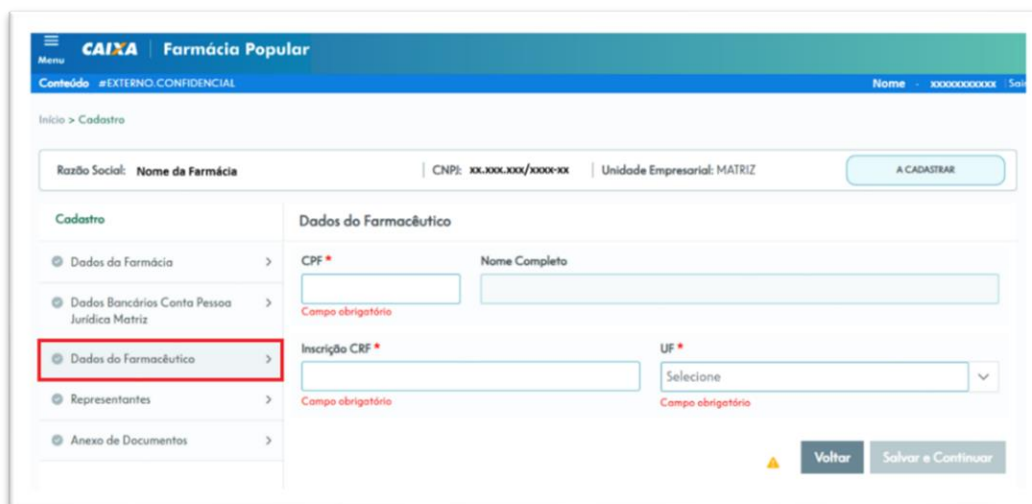 Menu
CAIXA | Farmácia Popular
Conteúdo #EXTERNO.CONFIDENCIAL
Nome - xxxxxxxxxxx | Sair
Início > Cadastro
Razão Social: Nome da Farmácia | CNPJ: xx.xxx.xxx/xxxx-xx | Unidade Empresarial: MATRIZ
A CADASTRAR
Cadastro
Dados da Farmácia >
Dados Bancários Conta Pessoa >
Jurídica Matriz
Dados do Farmacêutico >
Representantes >
Anexo de Documentos >
Dados do Farmacêutico
CPF * Nome Completo
Campo obrigatório
Inscrição CRF * UF *
Selecione
Campo obrigatório Campo obrigatório
Voltar Salvar e Continuar